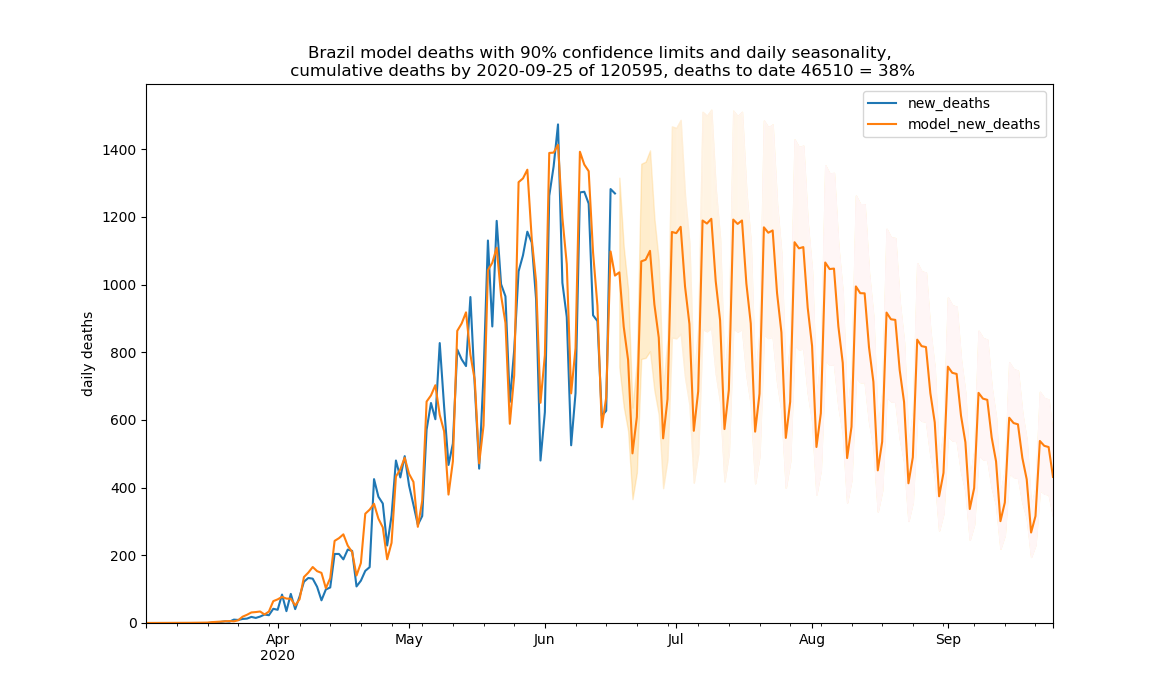 Brazil model deaths with 90% confidence limits and daily seasonality,
cumulative deaths by 2020-09-25 of 120595, deaths to date 46510 = 38%
new_deaths
model_new_deaths
daily deaths
1400
1200
1000
800
600
400
200
0
Apr
2020
May
Jun
Jul
Aug
Sep